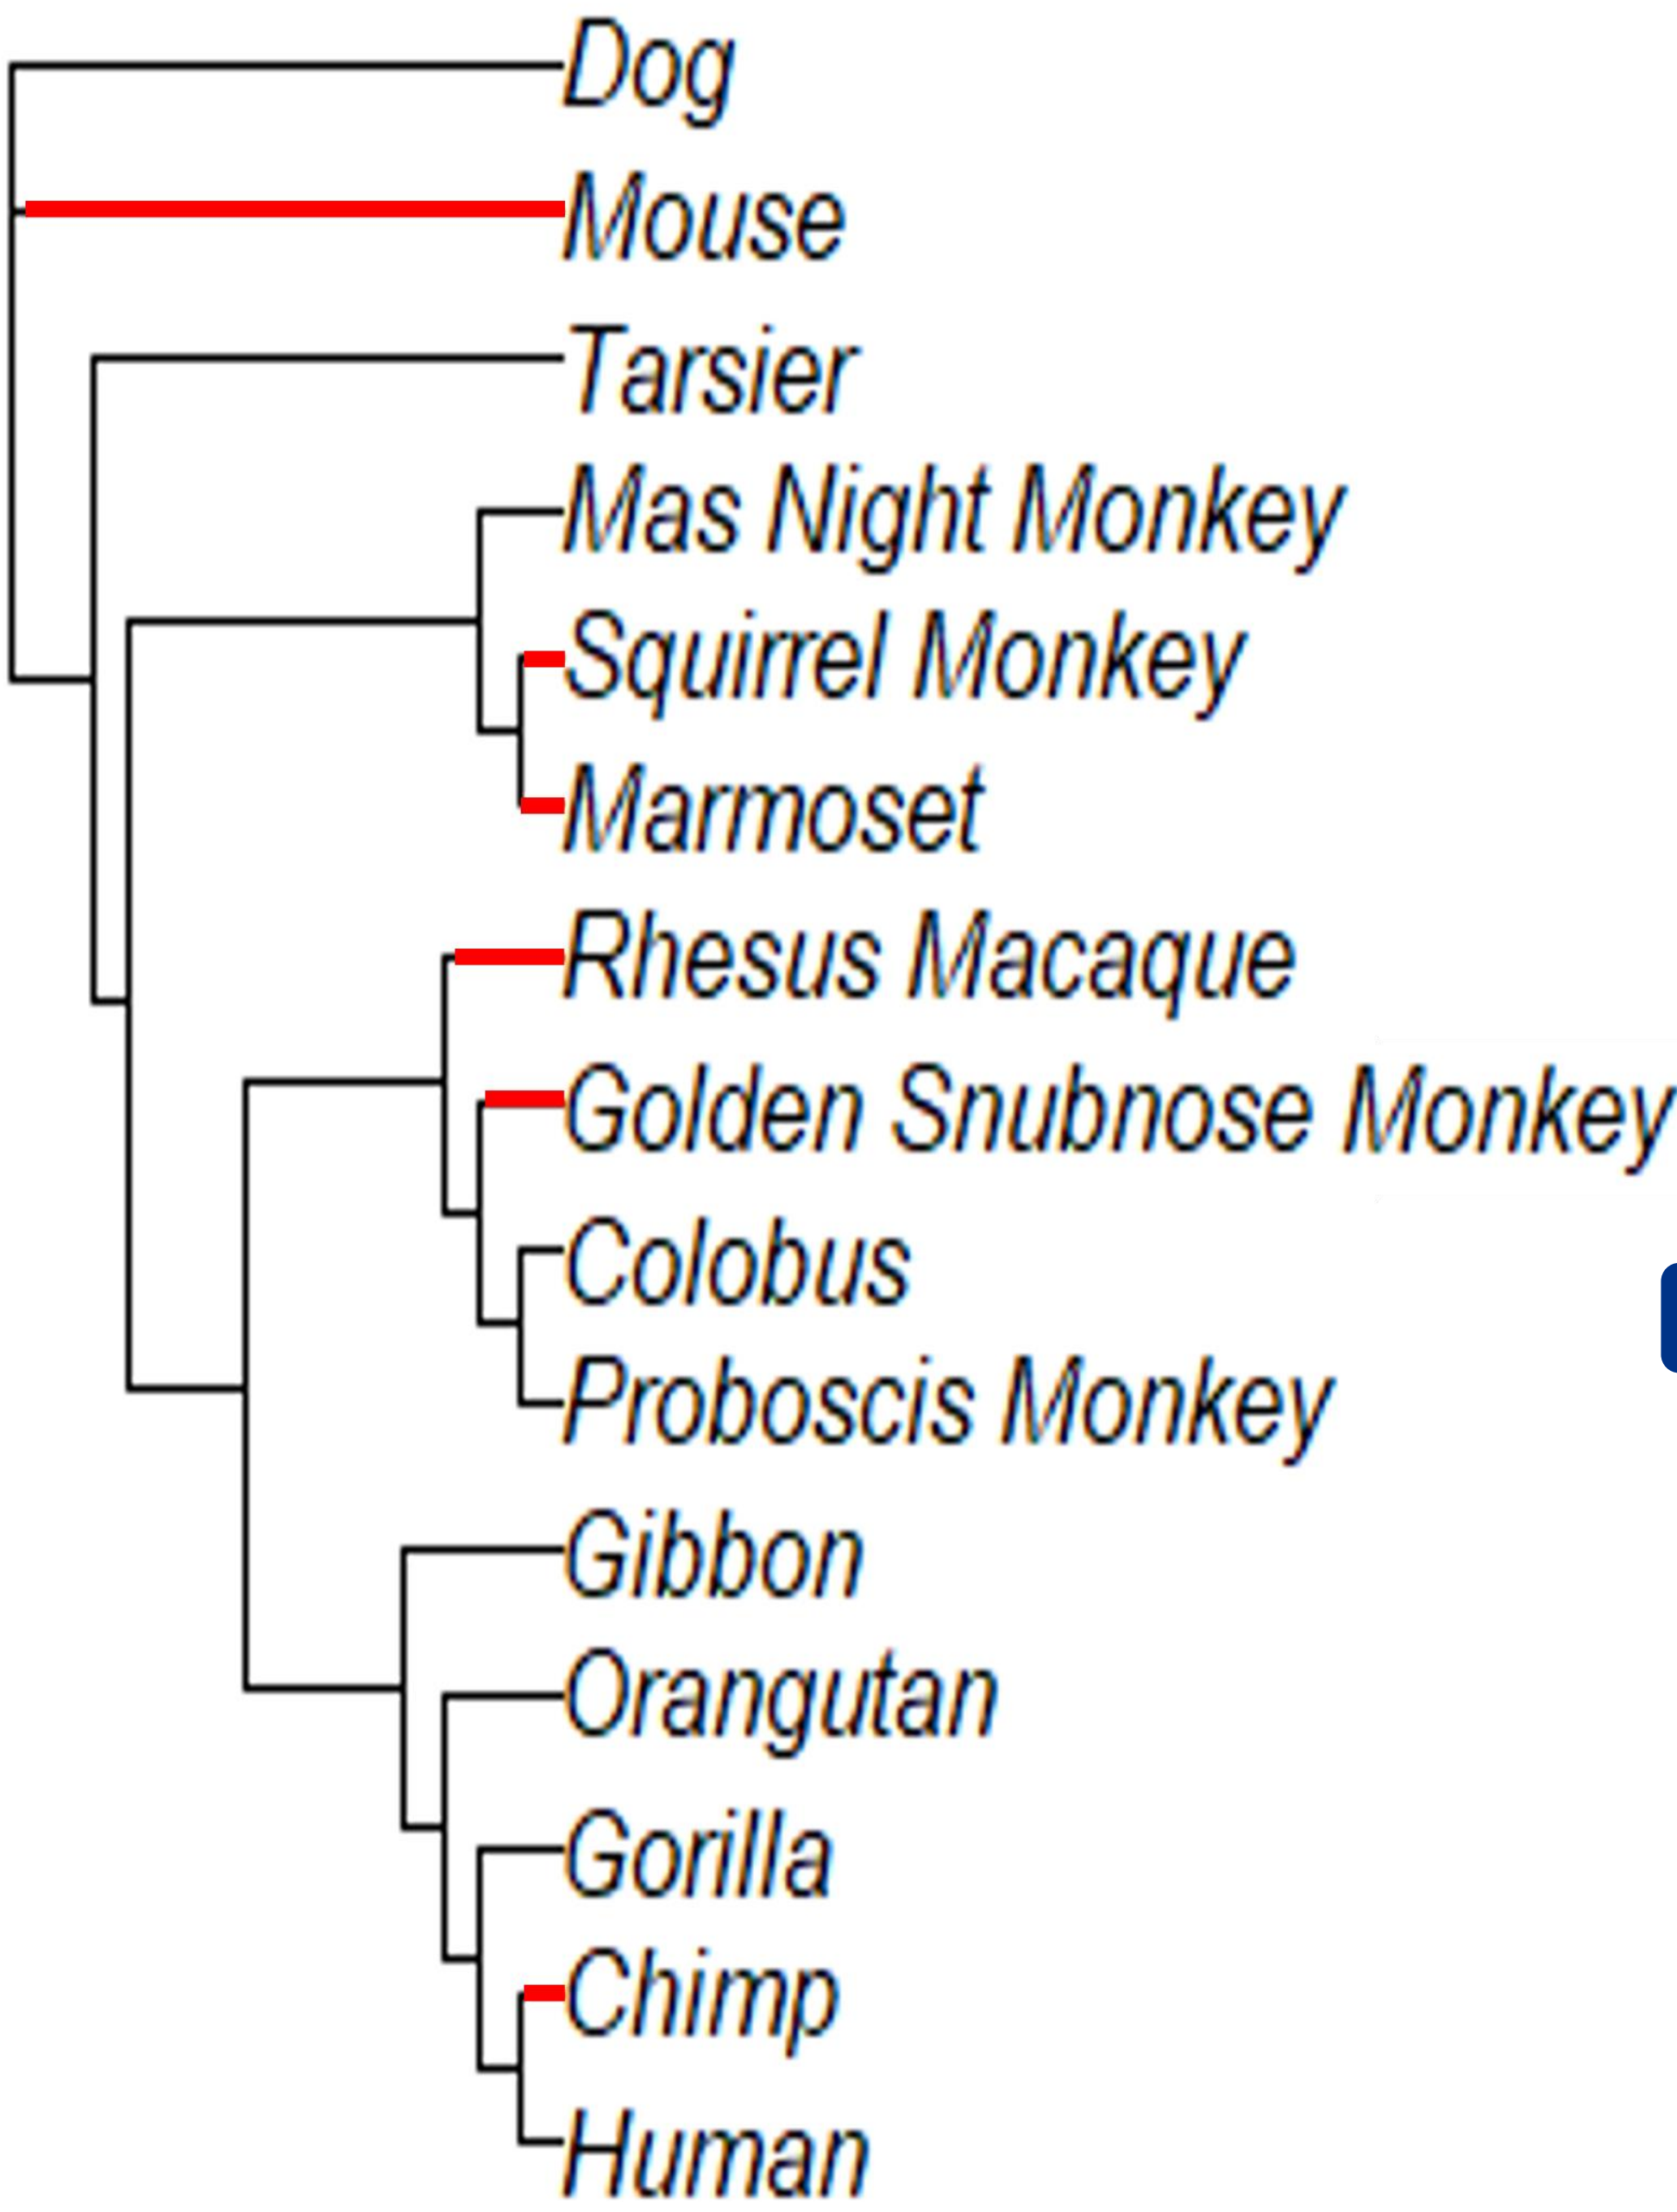 Dog
Mouse
Tarsier
Mas Night Monkey
Squirrel Monkey
Marmoset
Rhesus Macaque
Golden Snubnose Monkey
Colobus
Proboscis Monkey
Gibbon
Orangutan
Gorilla
Chimp
Human